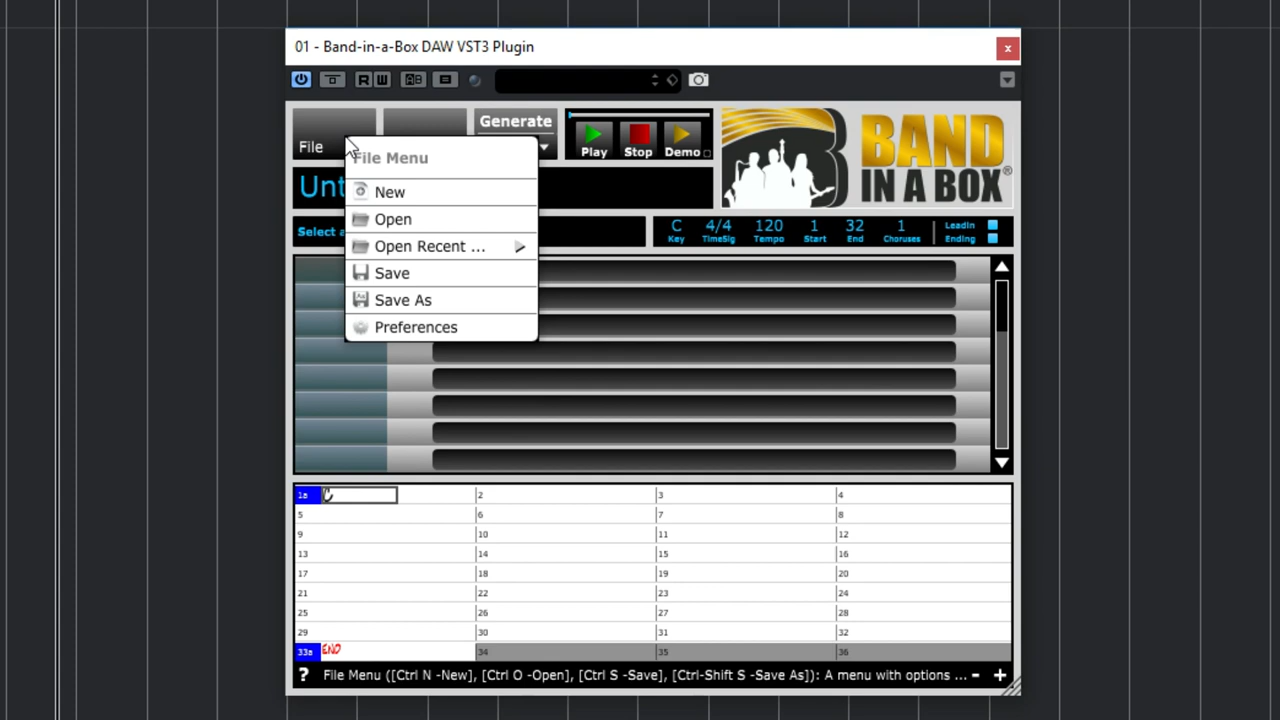 01 - Band-in-a-Box DAW VST3 Plugin
x
R W
Generate
File
Play Stop Demo
BAND
IN A BOX®
File Menu
New
Open
Open Recent ...
Save
Save As
Preferences
Unt
Select a
C 4/4 120 1 32 1
Key TimeSig Tempo Start End Choruses
LeadIn
Ending
1a C 2 3 4
5 6 7 8
9 10 11 12
13 14 15 16
17 18 19 20
21 22 23 24
25 26 27 28
29 30 31 32
33a END 34 35 36
? File Menu ([Ctrl N -New], [Ctrl O -Open], [Ctrl S -Save], [Ctrl-Shift S -Save As]): A menu with options ... - +